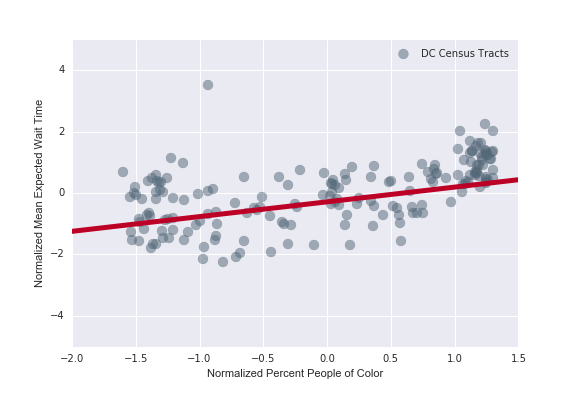 DC Census Tracts
4
2
0
−2
−4
Normalized Mean Expected Wait Time
−2.0 −1.5 −1.0 −0.5 0.0 0.5 1.0 1.5
Normalized Percent People of Color